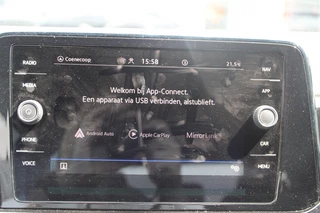 RADIO
Coenecoop
15:58
21,5°C
NAV
MEDIA
APP
Welkom bij App-Connect.
Een apparaat via USB verbinden, alstublieft.
PHONE
Android Auto
Apple CarPlay
MirrorLink
CAR
VOICE
MENU